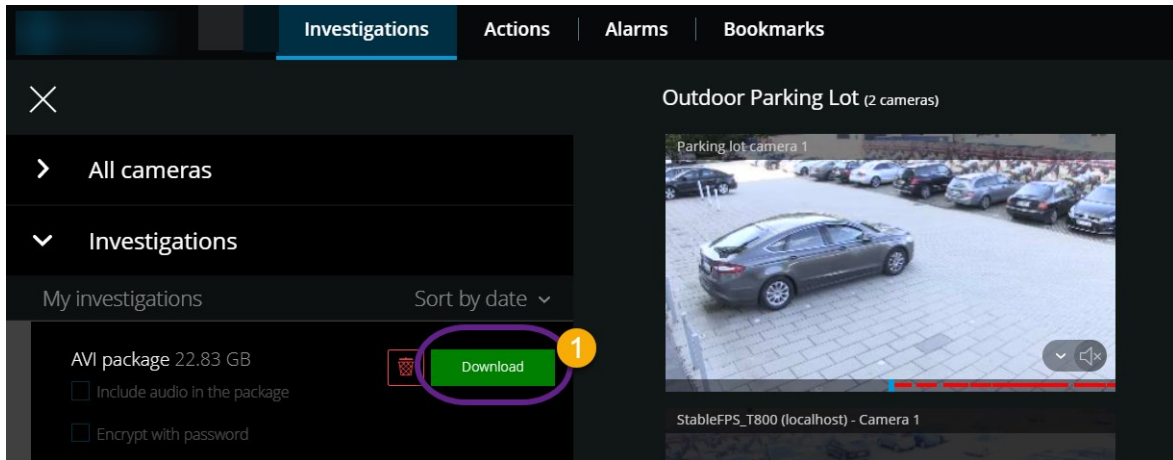 Investigations Actions Alarms Bookmarks
Outdoor Parking Lot (2 cameras)
Parking lot camera 1
All cameras
Investigations
My investigations Sort by date
AVI package 22.83 GB
Download
1
Include audio in the package
Encrypt with password
StableFPS_T800 (localhost) - Camera 1